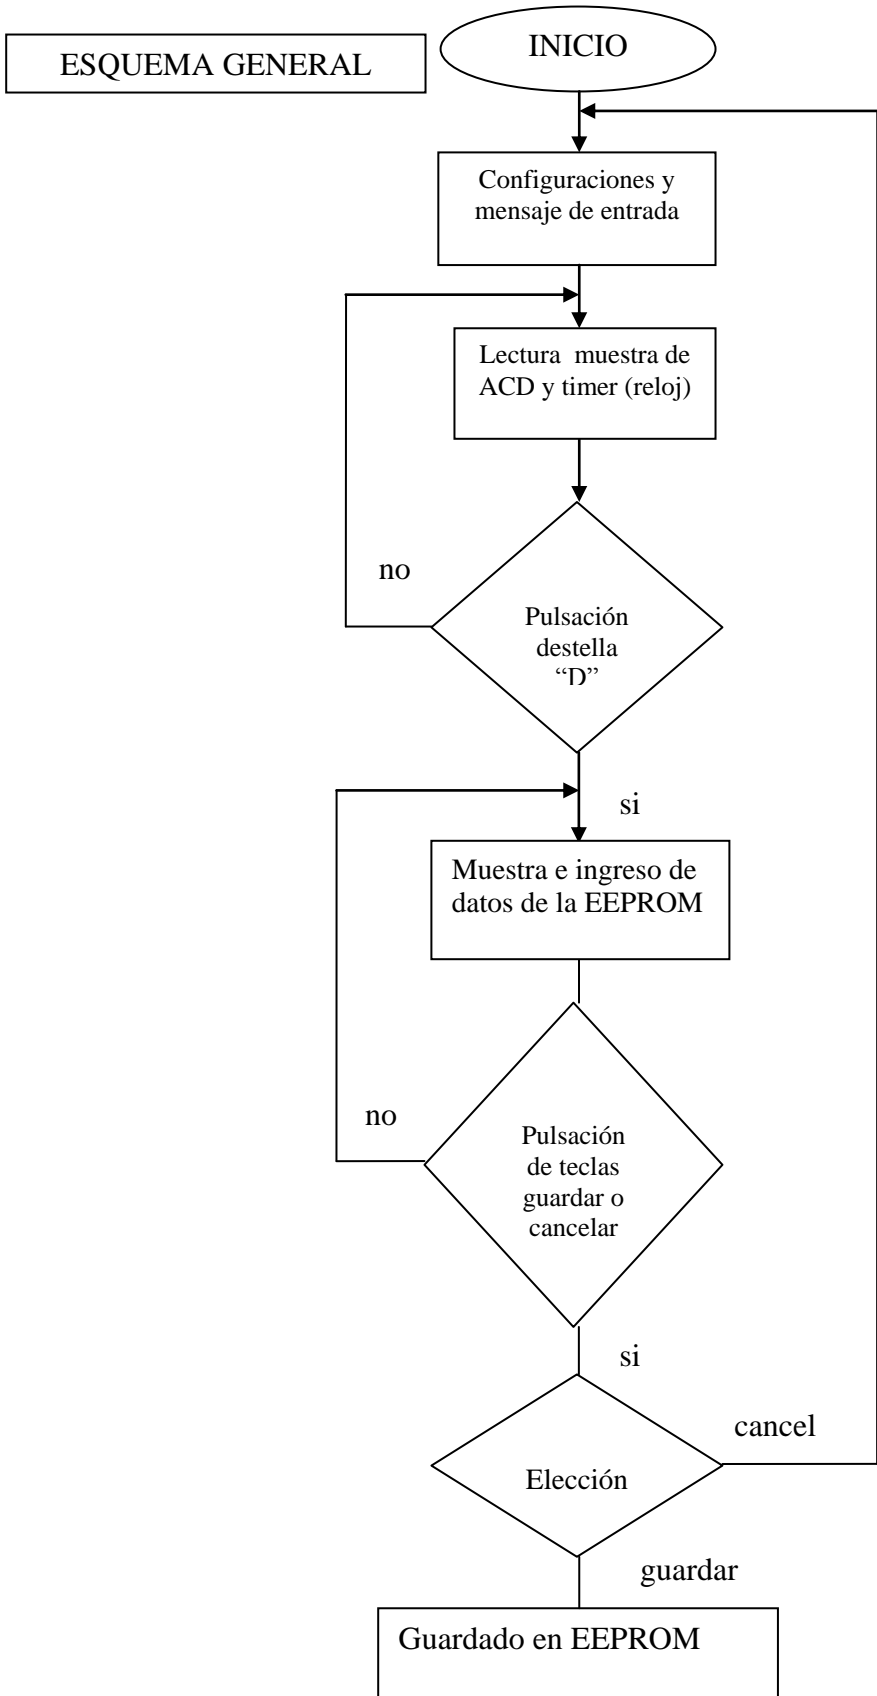 ESQUEMA GENERAL
INICIO
Configuraciones y
mensaje de entrada
Lectura muestra de
ACD y timer (reloj)
no
Pulsación
destella
“D”
si
Muestra e ingreso de
datos de la EEPROM
no
Pulsación
de teclas
guardar o
cancelar
si
cancel
Elección
guardar
Guardado en EEPROM